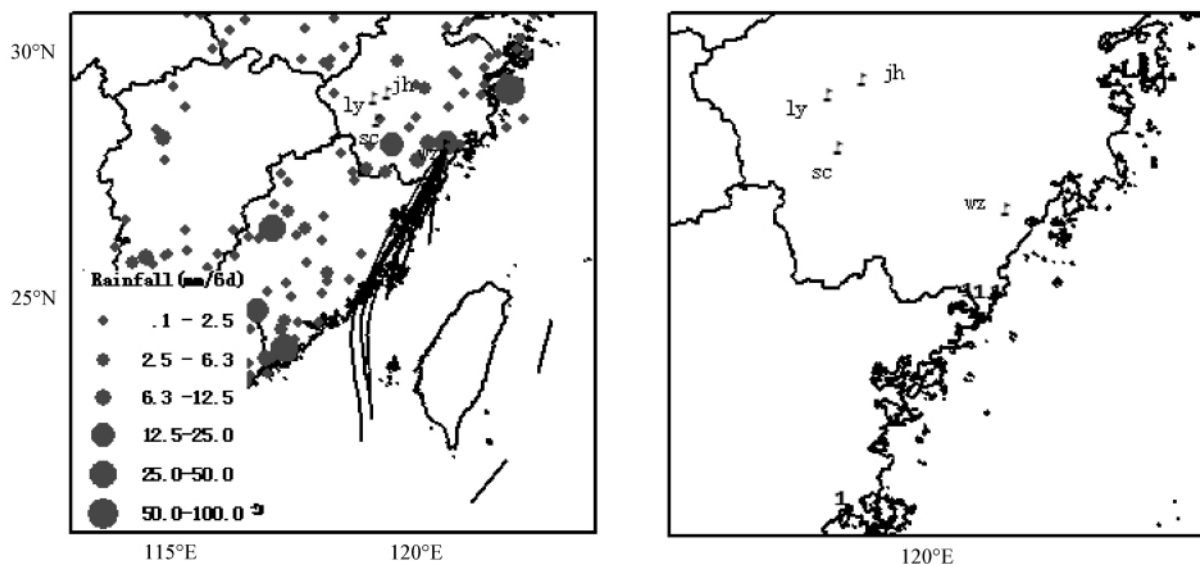 30°N
jh
ly
sc
wz
25°N
Rainfall(mm/6d)
.1 - 2.5
2.5 - 6.3
6.3 -12.5
12.5-25.0
25.0-50.0
50.0-100.0
115°E
120°E
jh
ly
sc
wz
11
1
120°E